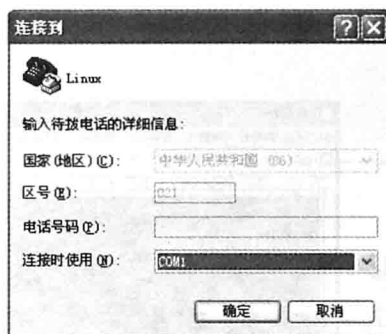 连接到
Linux
输入待拨电话的详细信息:
国家(地区)(C): 中华人民共和国 (86)
区号(E): 021
电话号码(P):
连接时使用(N): COM1
确定 取消